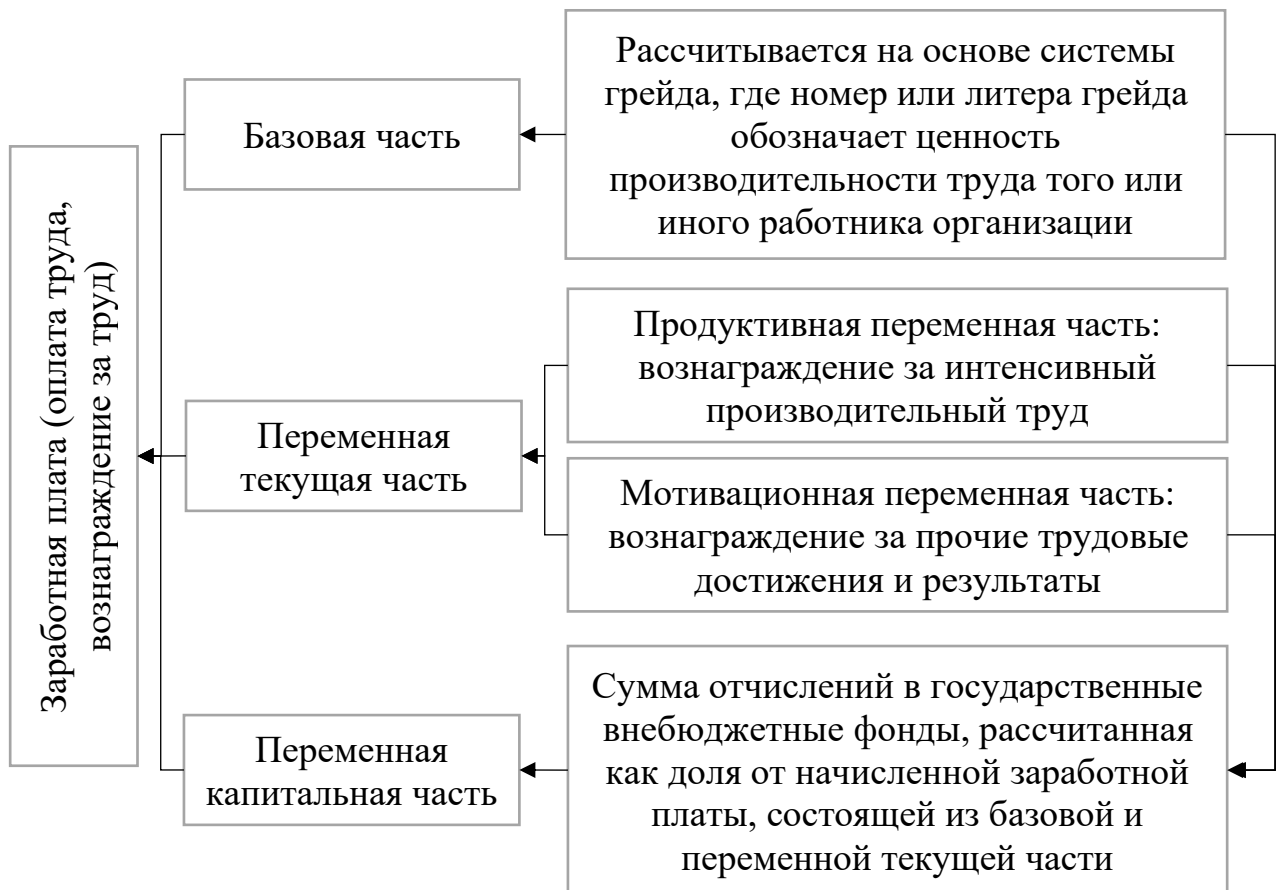 Заработная плата (оплата труда,
вознаграждение за труд)
Базовая часть
Рассчитывается на основе системы
грейда, где номер или литера грейда
обозначает ценность
производительности труда того или
иного работника организации
Переменная
текущая часть
Продуктивная переменная часть:
вознаграждение за интенсивный
производительный труд
Мотивационная переменная часть:
вознаграждение за прочие трудовые
достижения и результаты
Переменная
капитальная часть
Сумма отчислений в государственные
внебюджетные фонды, рассчитанная
как доля от начисленной заработной
платы, состоящей из базовой и
переменной текущей части